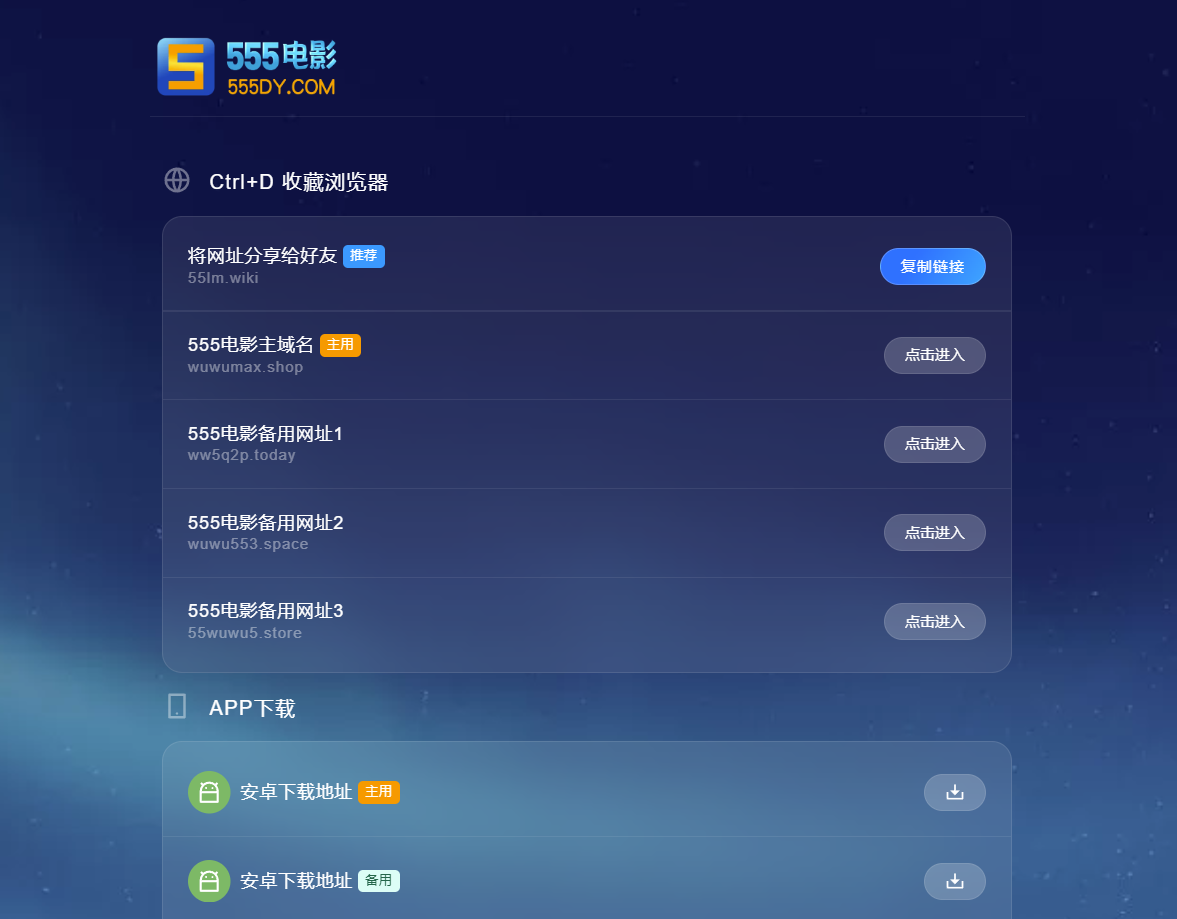 555电影
555DY.COM
Ctrl+D 收藏浏览器
将网址分享给好友 推荐
55lm.wiki
复制链接
555电影主域名 主用
wuwumax.shop
点击进入
555电影备用网址1
ww5q2p.today
点击进入
555电影备用网址2
wuwu553.space
点击进入
555电影备用网址3
55wuwu5.store
点击进入
APP下载
安卓下载地址 主用
安卓下载地址 备用